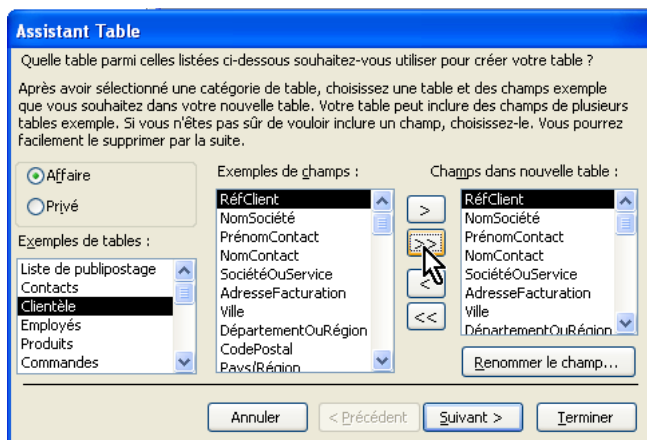 Assistant Table
Quelle table parmi celles listées ci-dessous souhaitez-vous utiliser pour créer votre table ?
Après avoir sélectionné une catégorie de table, choisissez une table et des champs exemple
que vous souhaitez dans votre nouvelle table. Votre table peut inclure des champs de plusieurs
tables exemple. Si vous n'êtes pas sûr de vouloir inclure un champ, choisissez-le. Vous pourrez
facilement le supprimer par la suite.
Affaire
Privé
Exemples de tables :
Liste de publipostage
Contacts
Clientèle
Employés
Produits
Commandes
Exemples de champs :
RéfClient
NomSociété
PrénomContact
NomContact
SociétéOuService
AdresseFacturation
Ville
DépartementOuRégion
CodePostal
Pays/Région
>
>>
<
<<
Champs dans nouvelle table :
RéfClient
NomSociété
PrénomContact
NomContact
SociétéOuService
AdresseFacturation
Ville
DépartementOuRégion
Renommer le champ...
Annuler
< Précédent
Suivant >
Terminer